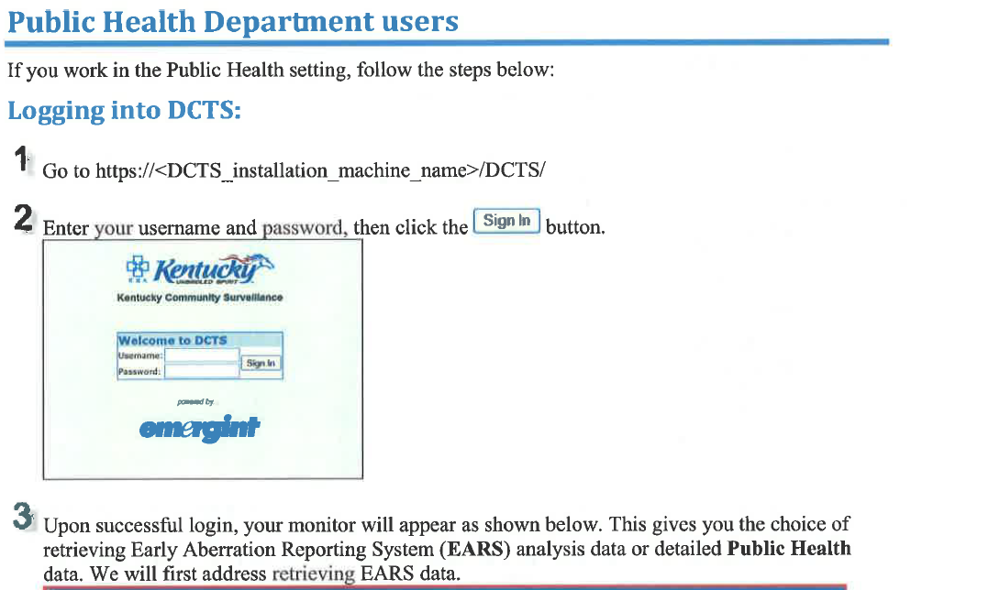 Public Health Department users
If you work in the Public Health setting, follow the steps below:
Logging into DCTS:
1 Go to https://<DCTS_installation_machine_name>/DCTS/
2 Enter your username and password, then click the Sign In button.
Kentucky
UNBRIDLED SPIRIT
KHA
Kentucky Community Surveillance
Welcome to DCTS
Username:
Sign In
Password:
powered by
emergint
3 Upon successful login, your monitor will appear as shown below. This gives you the choice of
retrieving Early Aberration Reporting System (EARS) analysis data or detailed Public Health
data. We will first address retrieving EARS data.